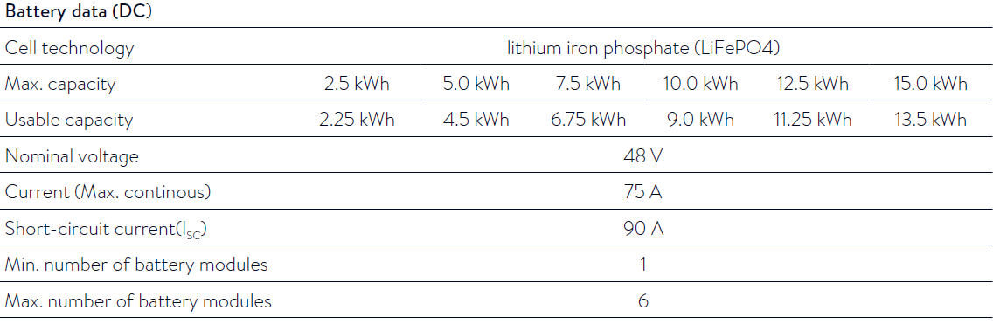 Battery data (DC)
Cell technology lithium iron phosphate (LiFePO4)
Max. capacity 2.5 kWh 5.0 kWh 7.5 kWh 10.0 kWh 12.5 kWh 15.0 kWh
Usable capacity 2.25 kWh 4.5 kWh 6.75 kWh 9.0 kWh 11.25 kWh 13.5 kWh
Nominal voltage 48 V
Current (Max. continous) 75 A
Short-circuit current(ISC) 90 A
Min. number of battery modules 1
Max. number of battery modules 6